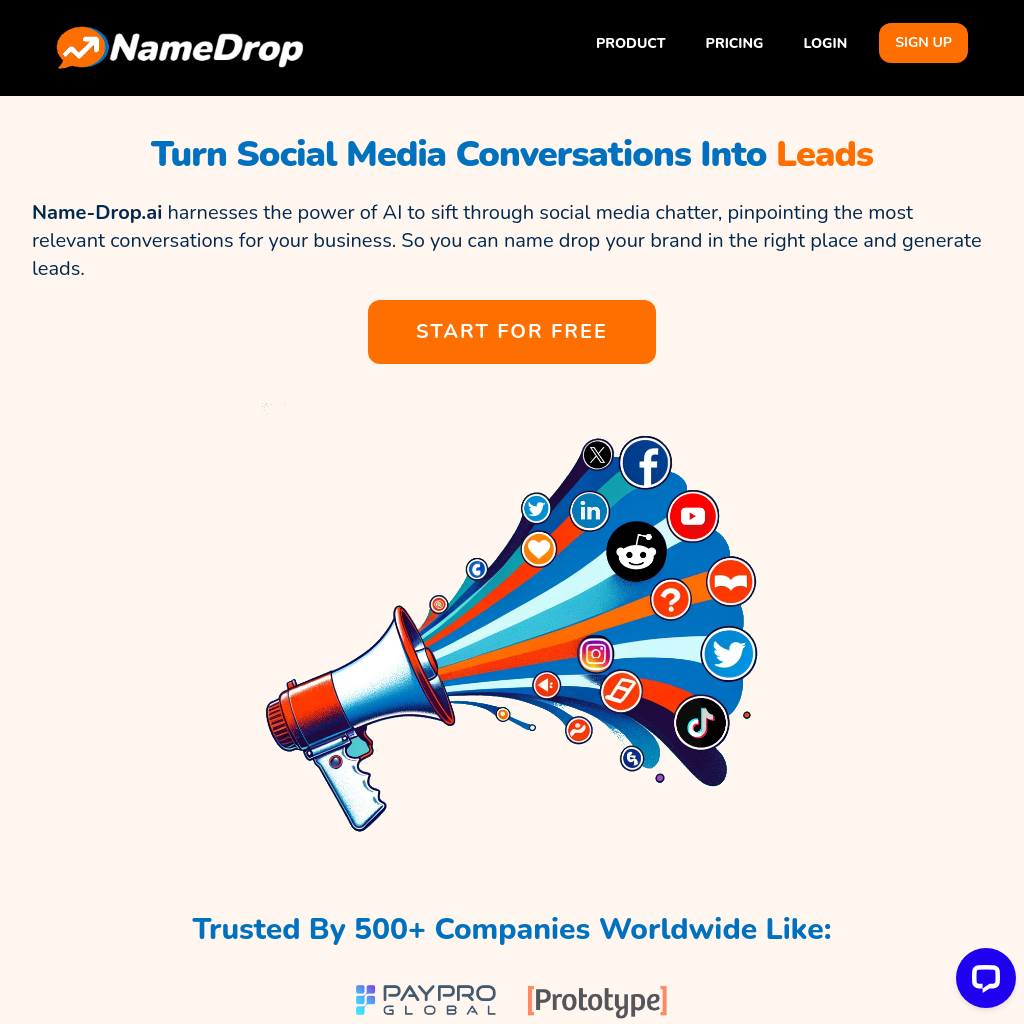 NameDrop
PRODUCT
PRICING
LOGIN
SIGN UP
Turn Social Media Conversations Into Leads
Name-Drop.ai harnesses the power of AI to sift through social media chatter, pinpointing the most
relevant conversations for your business. So you can name drop your brand in the right place and generate
leads.
START FOR FREE
Trusted By 500+ Companies Worldwide Like:
PAYPRO
GLOBAL
[Prototype]